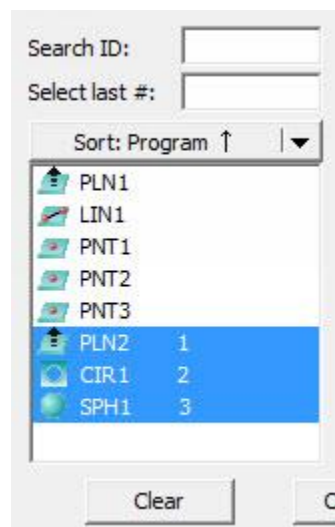 Search ID:
Select last #:
Sort: Program ↑
PLN1
LIN1
PNT1
PNT2
PNT3
PLN2 1
CIR1 2
SPH1 3
Clear